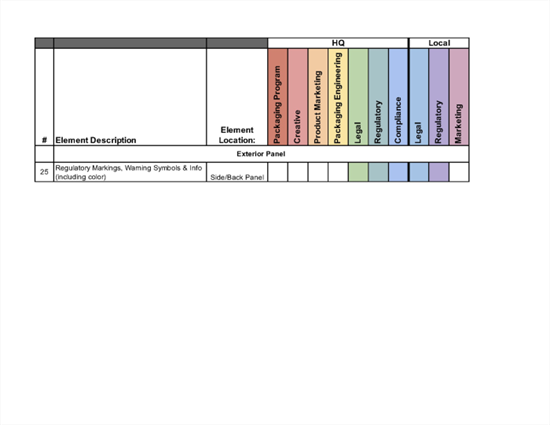 HQ
Local
#
Element Description
Element
Location:
Packaging Program
Creative
Product Marketing
Packaging Engineering
Legal
Regulatory
Compliance
Legal
Regulatory
Marketing
Exterior Panel
25
Regulatory Markings, Warning Symbols & Info
(including color)
Side/Back Panel